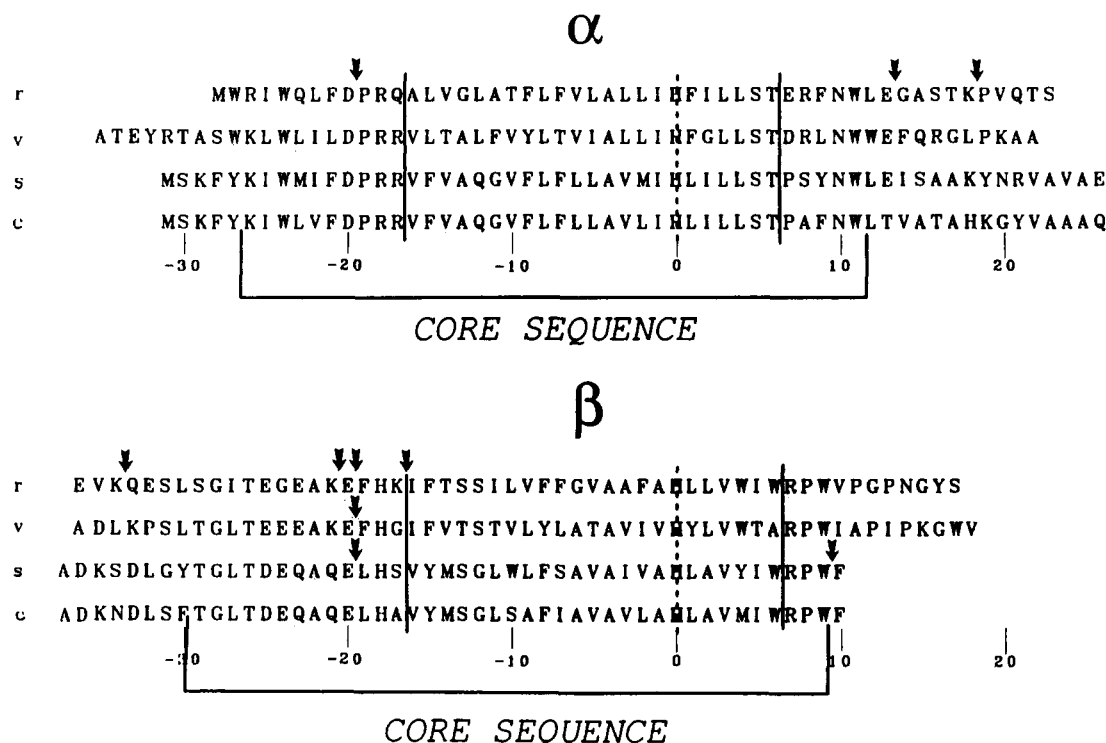 α
r MWRIWQLFDPRQALVGLATFLFVLALLIHFILLSTERFNWLEGASTKPVQTS
v ATEYRTASWKLWLILDPRRVLTALFVYLTVIALLIHFGLLSTDRLNWWEFQRGLPKAA
s MSKFYKIWMIFDPRRVFVAQGVFLFLLAVMIHLILLSTPSYNWLEISAAKYNRVAVAE
c MSKFYKIWLVFDPRRVFVAQGVFLFLLAVLIHLILLSTPAFNWLTVATAHKGYVAAAQ
-30 -20 -10 0 10 20
CORE SEQUENCE
β
r EVKQESLSGITEGEAKEFHKIFTSSILVFFGVAAFAHLLVWIWRPWVPGPNGYS
v ADLKPSLTGLTEEEAKEFHGIFVTSTVLYLATAVIVHYLVWTARPWIAPIPKGWV
s ADKSDLGYTGLTDEQAQELHSVYMSGLWLFSAVAIVAHLAVYIWRPWF
c ADKNDLSFTGLTDEQAQELHAVYMSGLSAFIAVAVLAHLAVMIWRPWF
-30 -20 -10 0 10 20
CORE SEQUENCE